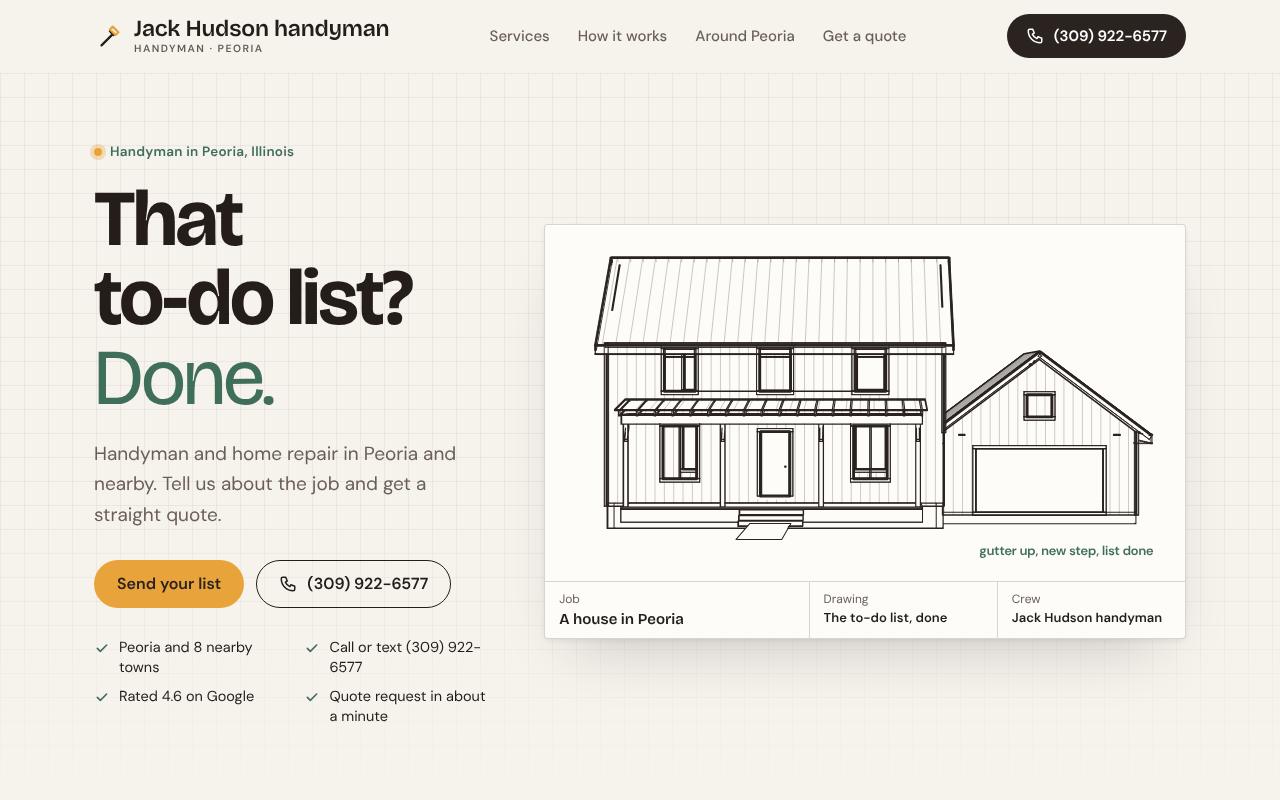 Jack Hudson handyman
HANDYMAN · PEORIA
Services
How it works
Around Peoria
Get a quote
(309) 922-6577
Handyman in Peoria, Illinois
That
to-do list?
Done.
Handyman and home repair in Peoria and
nearby. Tell us about the job and get a
straight quote.
Send your list
(309) 922-6577
Peoria and 8 nearby
towns
Call or text (309) 922-
6577
Rated 4.6 on Google
Quote request in about
a minute
gutter up, new step, list done
Job
A house in Peoria
Drawing
The to-do list, done
Crew
Jack Hudson handyman